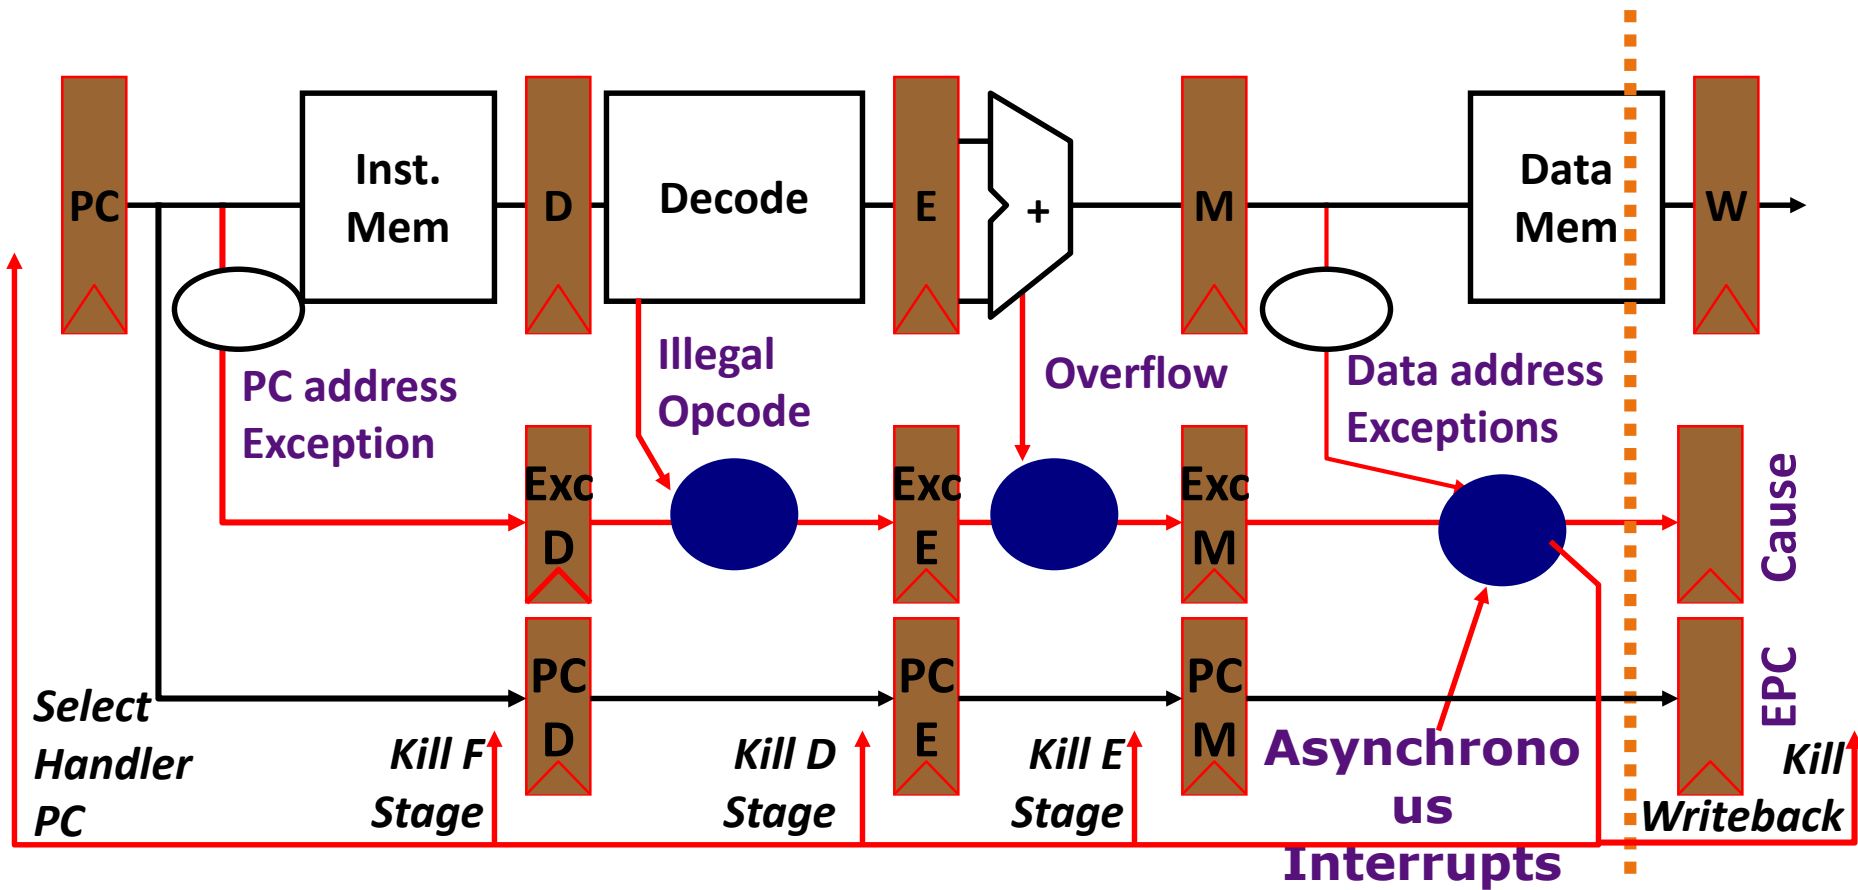 PC
Inst.
Mem
D
Decode
E
+
M
Data
Mem
W
PC address
Exception
Illegal
Opcode
Overflow
Data address
Exceptions
Exc
D
Exc
E
Exc
M
Cause
PC
D
PC
E
PC
M
EPC
Select
Handler
PC
Kill F
Stage
Kill D
Stage
Kill E
Stage
Asynchrono
us
Interrupts
Kill
Writeback